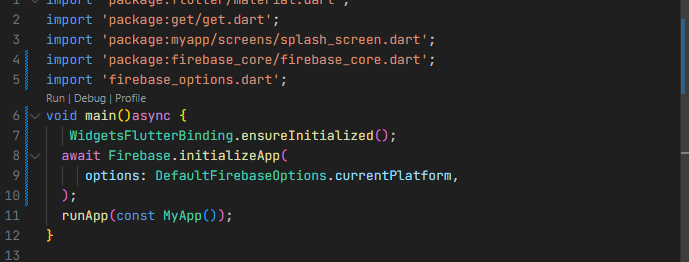 import 'package:flutter/material.dart';
2 import 'package:get/get.dart';
3 import 'package:myapp/screens/splash_screen.dart';
4 import 'package:firebase_core/firebase_core.dart';
5 import 'firebase_options.dart';
Run | Debug | Profile
6 void main()async {
7 WidgetsFlutterBinding.ensureInitialized();
8 await Firebase.initializeApp(
9 options: DefaultFirebaseOptions.currentPlatform,
10 );
11 runApp(const MyApp());
12 }
13